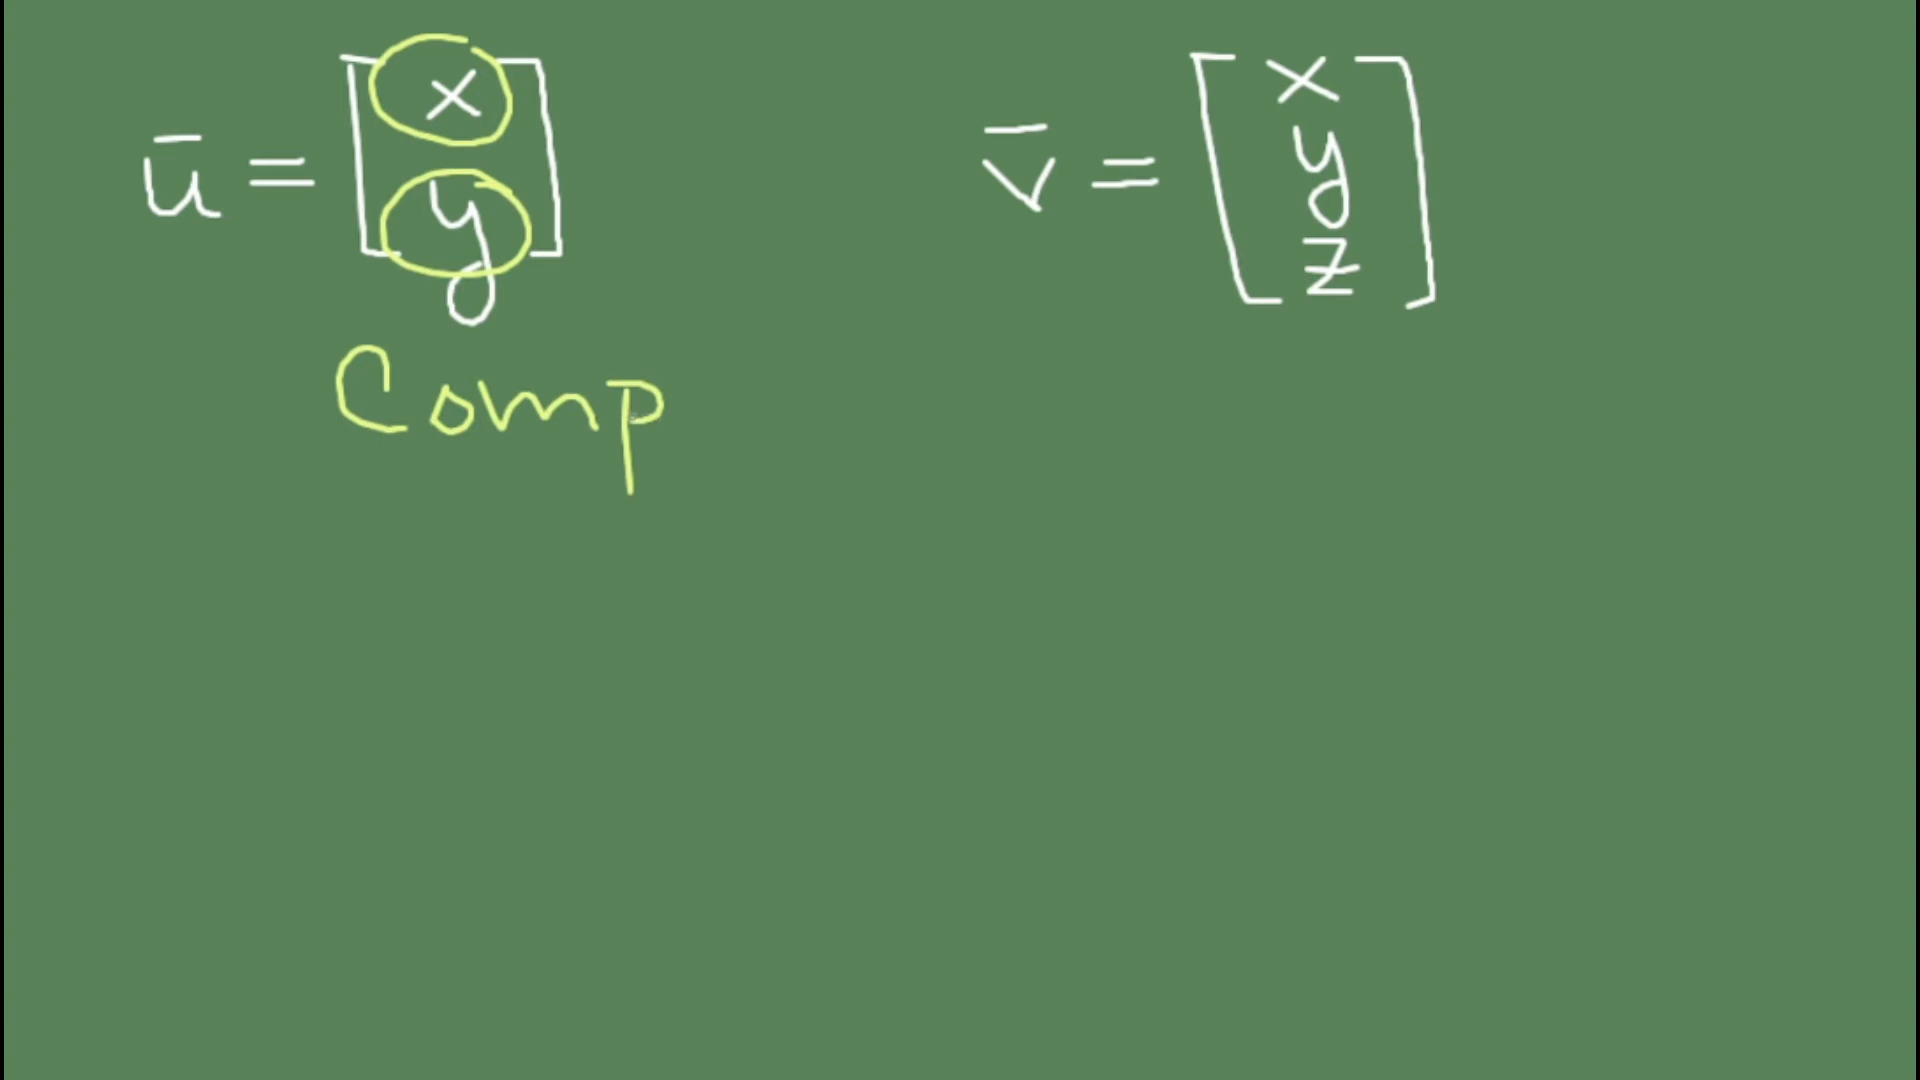 ū = [x y]
v̄ = [x y z]
Comp